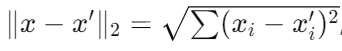 ‖x − x′‖₂ = √∑(xᵢ − x′ᵢ)²,